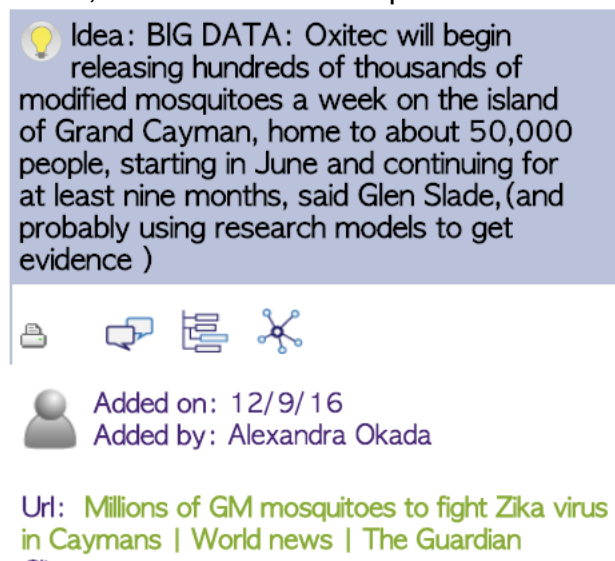 Idea: BIG DATA: Oxitec will begin
releasing hundreds of thousands of
modified mosquitoes a week on the island
of Grand Cayman, home to about 50,000
people, starting in June and continuing for
at least nine months, said Glen Slade,(and
probably using research models to get
evidence )
Added on: 12/9/16
Added by: Alexandra Okada
Url: Millions of GM mosquitoes to fight Zika virus
in Caymans | World news | The Guardian